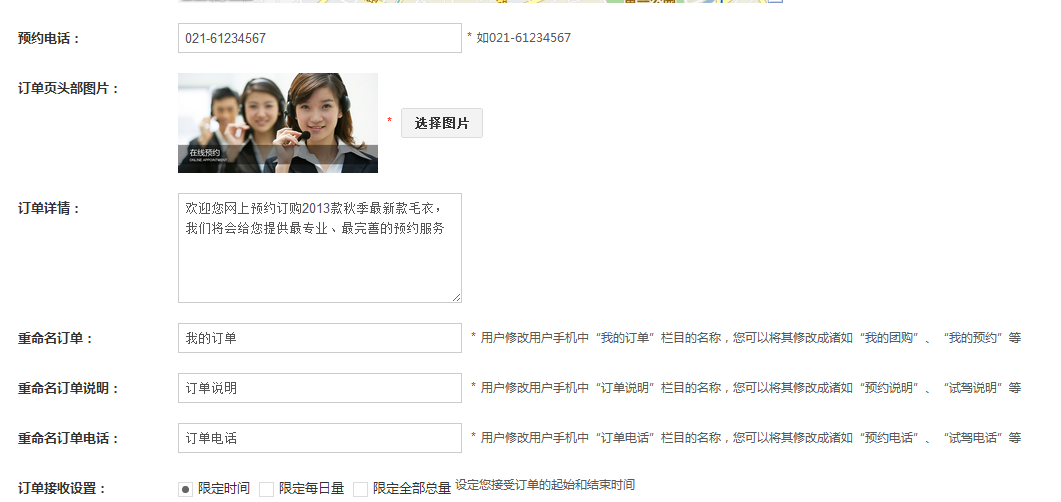 预约电话：
021-61234567
* 如021-61234567
订单页头部图片：
在线预约
ONLINE APPOINTMENT
* 选择图片
订单详情：
欢迎您网上预约订购2013款秋季最新款毛衣，
我们将会给您提供最专业、最完善的预约服务
重命名订单：
我的订单
* 用户修改用户手机中“我的订单”栏目的名称，您可以将其修改成诸如“我的团购”、“我的预约”等
重命名订单说明：
订单说明
* 用户修改用户手机中“订单说明”栏目的名称，您可以将其修改成诸如“预约说明”、“试驾说明”等
重命名订单电话：
订单电话
* 用户修改用户手机中“订单电话”栏目的名称，您可以将其修改成诸如“预约电话”、“试驾电话”等
订单接收设置：
限定时间 限定每日量 限定全部总量 设定您接受订单的起始和结束时间